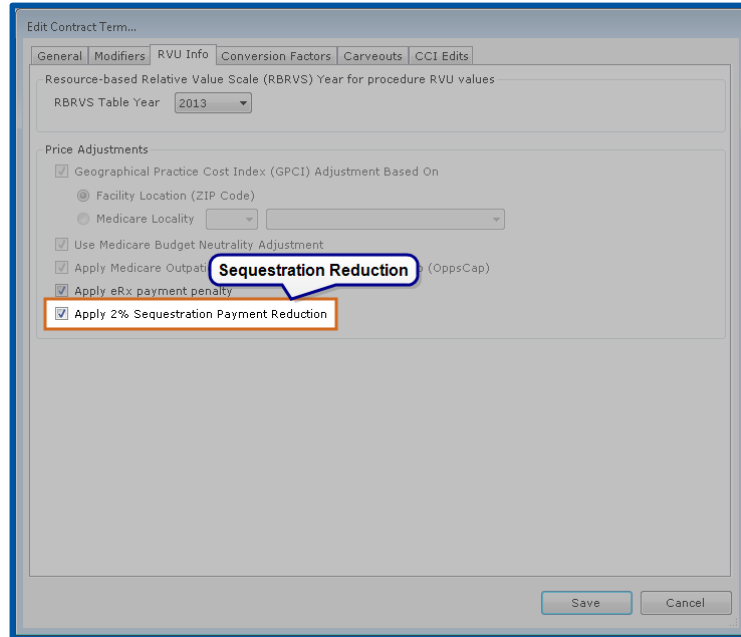 Edit Contract Term...
General Modifiers RVU Info Conversion Factors Carveouts CCI Edits
Resource-based Relative Value Scale (RBRVS) Year for procedure RVU values
RBRVS Table Year 2013
Price Adjustments
Geographical Practice Cost Index (GPCI) Adjustment Based On
Facility Location (ZIP Code)
Medicare Locality
Use Medicare Budget Neutrality Adjustment
Apply Medicare (OppsCap)
Sequestration Reduction
Apply eRx payment penalty
Apply 2% Sequestration Payment Reduction
Save Cancel